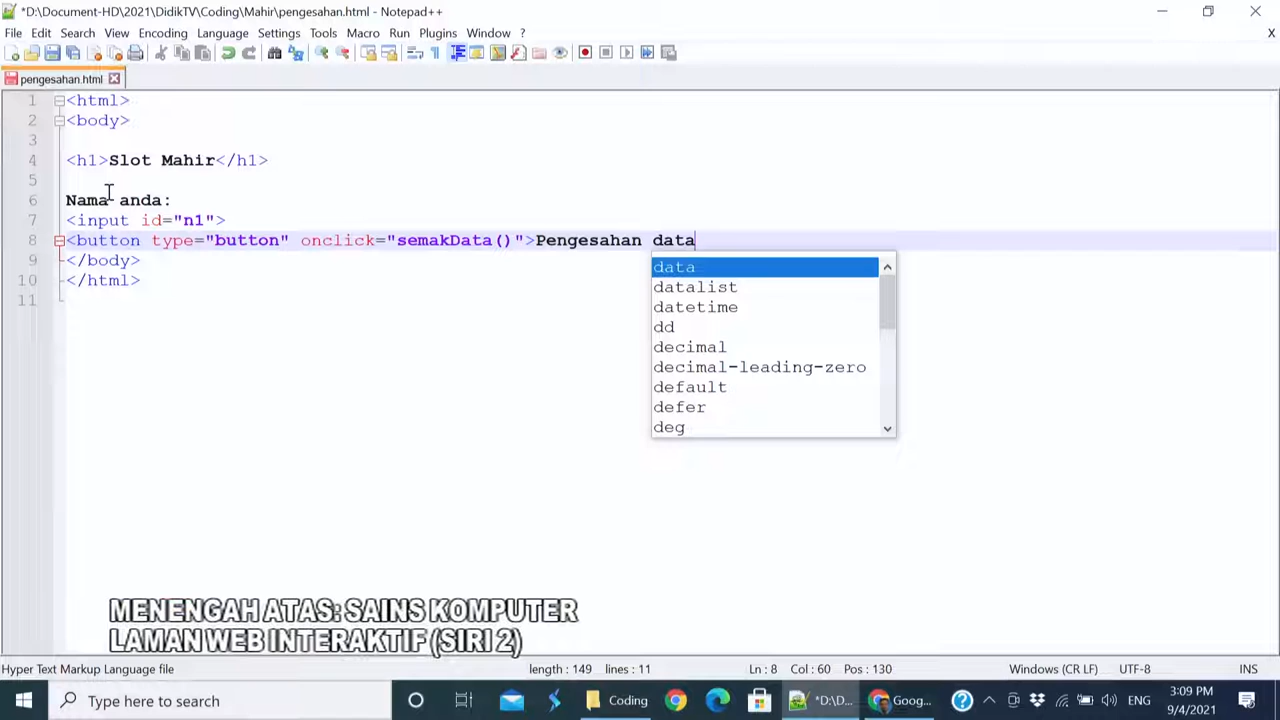 *D:\Document-HD\2021\DidikTV\Coding\Mahir\pengesahan.html - Notepad++
File Edit Search View Encoding Language Settings Tools Macro Run Plugins Window ? X
pengesahan.html
1 <html>
2 <body>
3
4 <h1>Slot Mahir</h1>
5
6 Nama anda:
7 <input id="n1">
8 <button type="button" onclick="semakData()">Pengesahan data
9 </body>
10 </html>
11
data
datalist
datetime
dd
decimal
decimal-leading-zero
default
defer
deg
MENENGAH ATAS: SAINS KOMPUTER
LAMAN WEB INTERAKTIF (SIRI 2)
Hyper Text Markup Language file length : 149 lines : 11 Ln : 8 Col : 60 Pos : 130 Windows (CR LF) UTF-8 INS
Type here to search Coding *D:\D... Goog... ENG 3:09 PM
9/4/2021